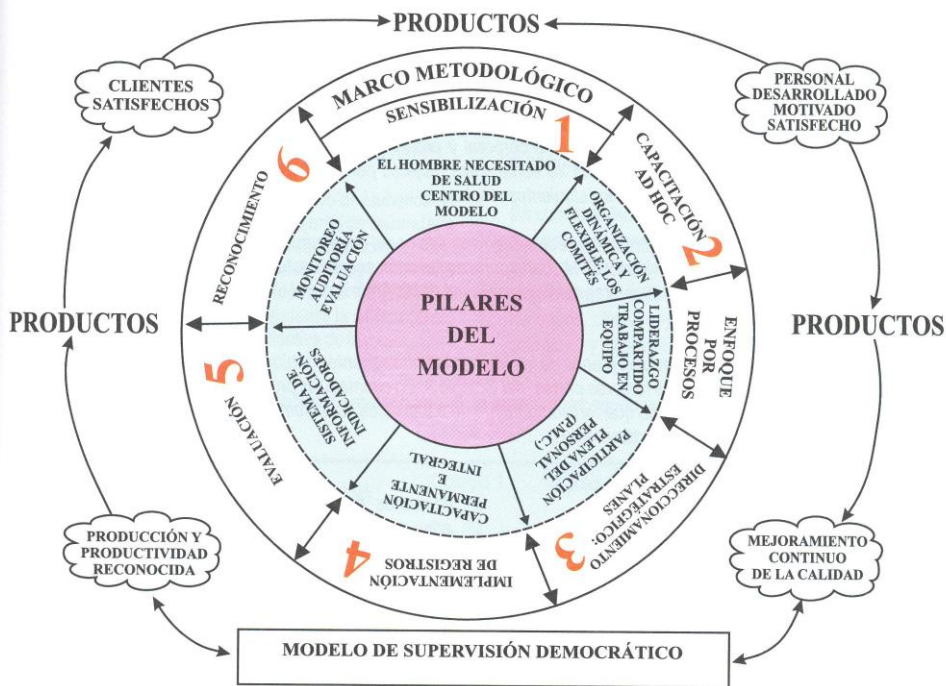 PRODUCTOS
CLIENTES
SATISFECHOS
PERSONAL
DESARROLLADO
MOTIVADO
SATISFECHO
MARCO METODOLÓGICO
SENSIBILIZACIÓN
1
CAPACITACIÓN
AD HOC
2
ENFOQUE
POR
PROCESOS
DIRECCIONAMIENTO
ESTRATÉGFICO:
PLANES
3
IMPLEMENTACIÓN
DE REGISTROS
4
EVALUACIÓN
5
RECONOCIMIENTO
6
EL HOMBRE NECESITADO
DE SALUD
CENTRO DEL
MODELO
ORGANIZACIÓN
DINÁMICA Y
FLEXIBLE: LOS
COMITÉS
LIDERAZGO
COMPARTIDO
TRABAJO EN
EQUIPO
PARTICIPACIÓN
PLENA DEL
PERSONAL
(P.M.C.)
CAPACITACIÓN
PERMANENTE
E
INTEGRAL
SISTEMA DE
INFORMACIÓN-
INDICADORES
MONITOREO
AUDITORÍA
EVALUACIÓN
PILARES
DEL
MODELO
PRODUCTOS
PRODUCTOS
PRODUCCIÓN Y
PRODUCTIVIDAD
RECONOCIDA
MEJORAMIENTO
CONTINUO
DE LA CALIDAD
MODELO DE SUPERVISIÓN DEMOCRÁTICO